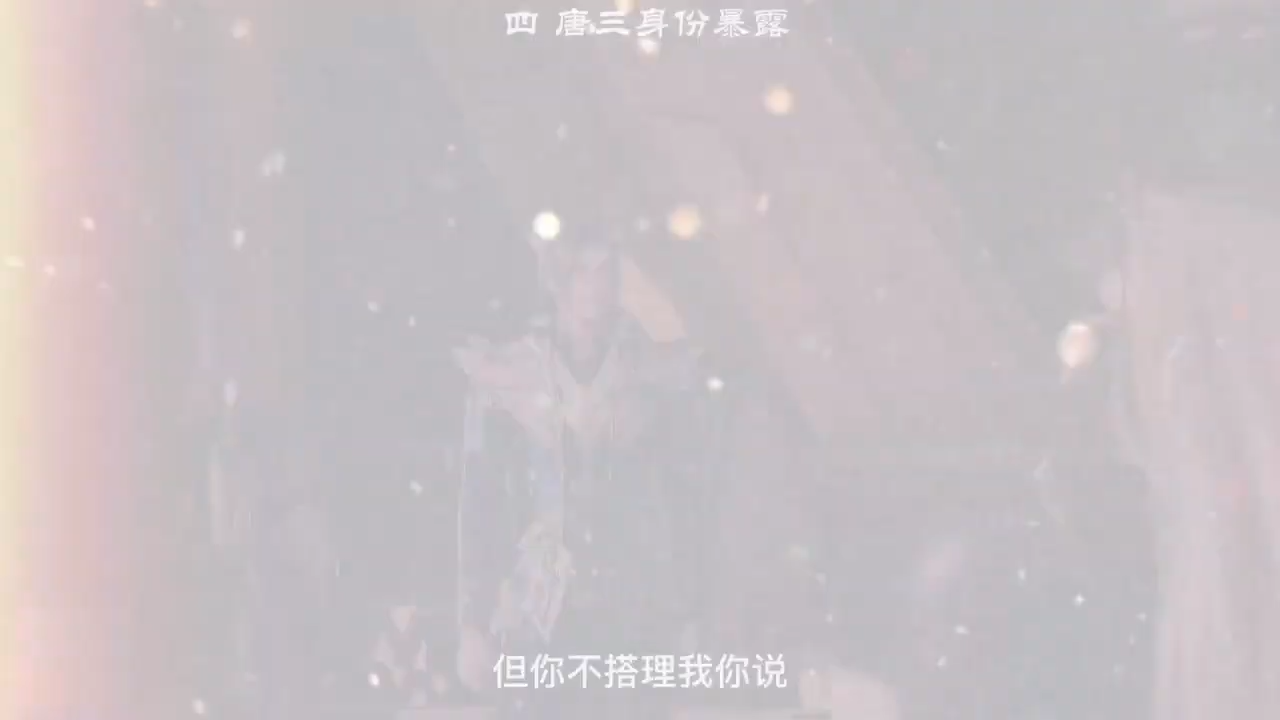 四 唐三身份暴露
但你不搭理我你说